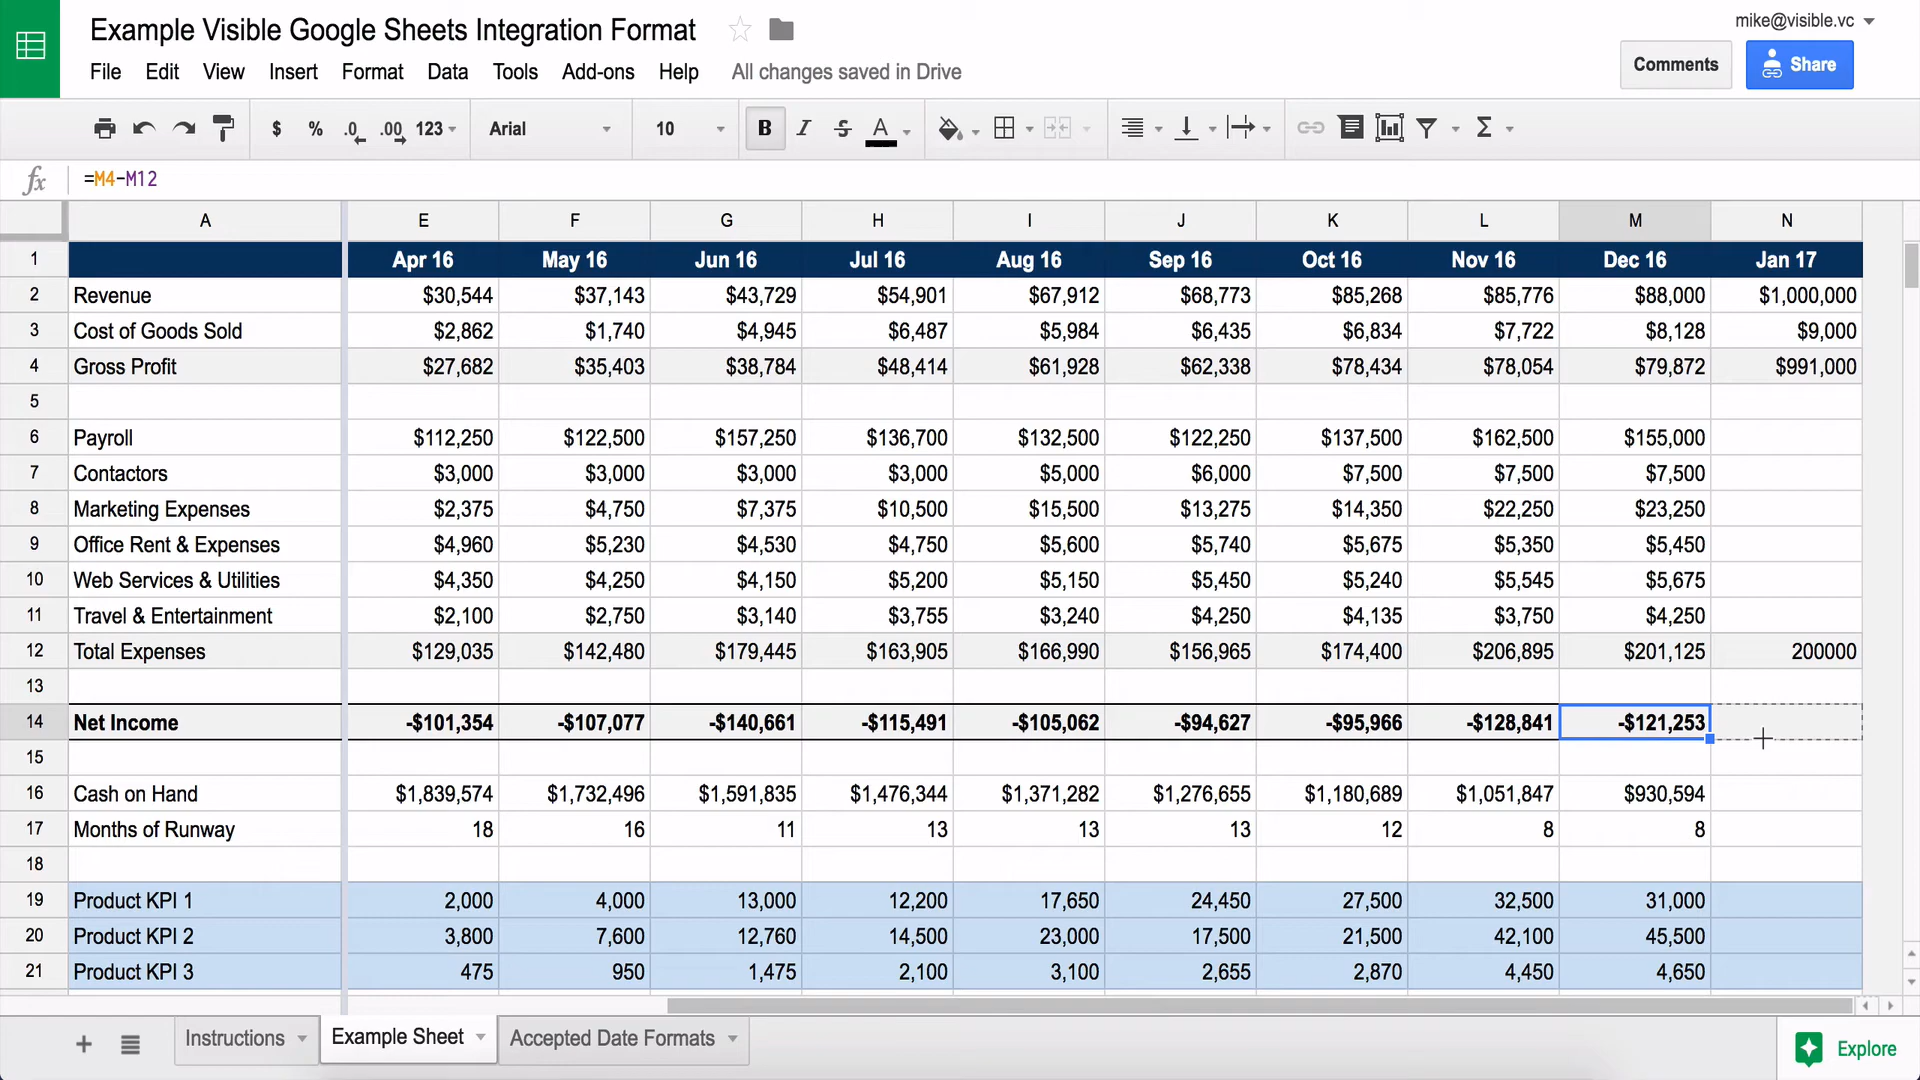 Example Visible Google Sheets Integration Format
mike@visible.vc
File Edit View Insert Format Data Tools Add-ons Help All changes saved in Drive
Comments Share
$ % .0 .00 123 Arial 10 B I S A Σ
fx =M4-M12
A E F G H I J K L M N
1 Apr 16 May 16 Jun 16 Jul 16 Aug 16 Sep 16 Oct 16 Nov 16 Dec 16 Jan 17
2 Revenue $30,544 $37,143 $43,729 $54,901 $67,912 $68,773 $85,268 $85,776 $88,000 $1,000,000
3 Cost of Goods Sold $2,862 $1,740 $4,945 $6,487 $5,984 $6,435 $6,834 $7,722 $8,128 $9,000
4 Gross Profit $27,682 $35,403 $38,784 $48,414 $61,928 $62,338 $78,434 $78,054 $79,872 $991,000
5
6 Payroll $112,250 $122,500 $157,250 $136,700 $132,500 $122,250 $137,500 $162,500 $155,000
7 Contactors $3,000 $3,000 $3,000 $3,000 $5,000 $6,000 $7,500 $7,500 $7,500
8 Marketing Expenses $2,375 $4,750 $7,375 $10,500 $15,500 $13,275 $14,350 $22,250 $23,250
9 Office Rent & Expenses $4,960 $5,230 $4,530 $4,750 $5,600 $5,740 $5,675 $5,350 $5,450
10 Web Services & Utilities $4,350 $4,250 $4,150 $5,200 $5,150 $5,450 $5,240 $5,545 $5,675
11 Travel & Entertainment $2,100 $2,750 $3,140 $3,755 $3,240 $4,250 $4,135 $3,750 $4,250
12 Total Expenses $129,035 $142,480 $179,445 $163,905 $166,990 $156,965 $174,400 $206,895 $201,125 200000
13
14 Net Income -$101,354 -$107,077 -$140,661 -$115,491 -$105,062 -$94,627 -$95,966 -$128,841 -$121,253
15
16 Cash on Hand $1,839,574 $1,732,496 $1,591,835 $1,476,344 $1,371,282 $1,276,655 $1,180,689 $1,051,847 $930,594
17 Months of Runway 18 16 11 13 13 13 12 8 8
18
19 Product KPI 1 2,000 4,000 13,000 12,200 17,650 24,450 27,500 32,500 31,000
20 Product KPI 2 3,800 7,600 12,760 14,500 23,000 17,500 21,500 42,100 45,500
21 Product KPI 3 475 950 1,475 2,100 3,100 2,655 2,870 4,450 4,650
Instructions Example Sheet Accepted Date Formats Explore